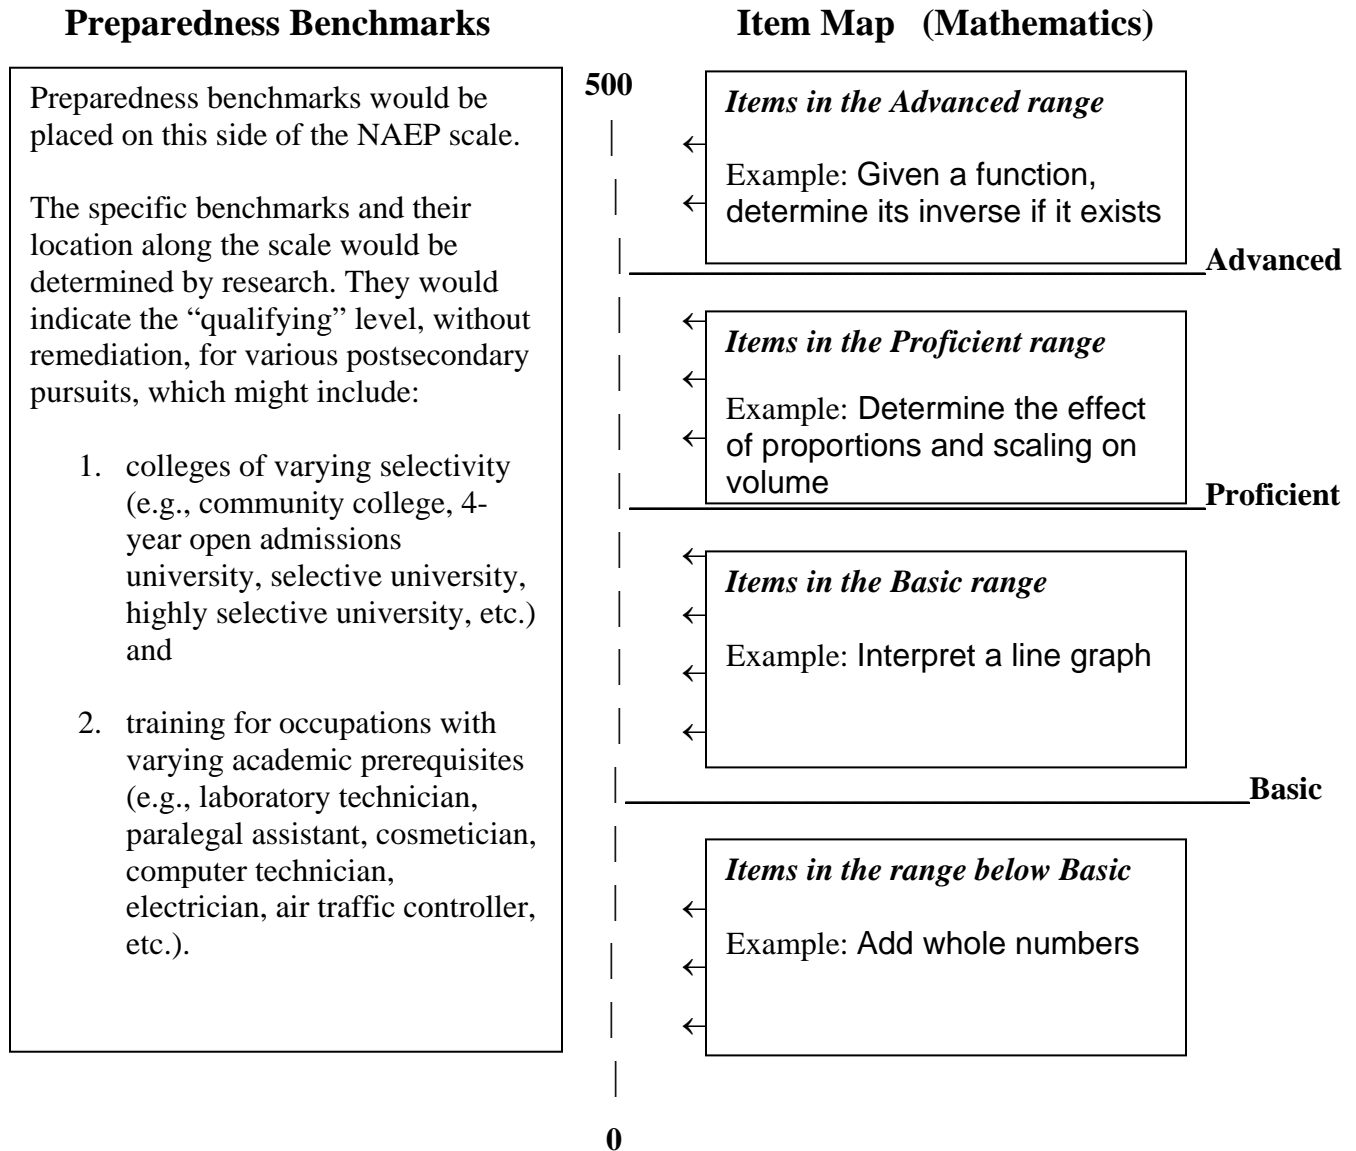 Preparedness Benchmarks
Preparedness benchmarks would be
placed on this side of the NAEP scale.
The specific benchmarks and their
location along the scale would be
determined by research. They would
indicate the “qualifying” level, without
remediation, for various postsecondary
pursuits, which might include:
1. colleges of varying selectivity
(e.g., community college, 4-
year open admissions
university, selective university,
highly selective university, etc.)
and
2. training for occupations with
varying academic prerequisites
(e.g., laboratory technician,
paralegal assistant, cosmetician,
computer technician,
electrician, air traffic controller,
etc.).
Item Map (Mathematics)
500
Items in the Advanced range
Example: Given a function,
determine its inverse if it exists
Advanced
Items in the Proficient range
Example: Determine the effect
of proportions and scaling on
volume
Proficient
Items in the Basic range
Example: Interpret a line graph
Basic
Items in the range below Basic
Example: Add whole numbers
0